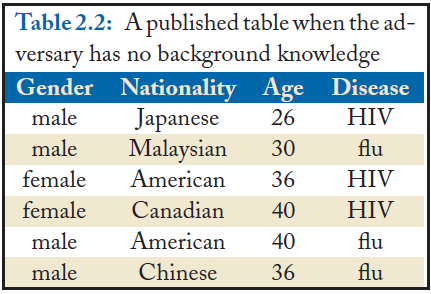 Table 2.2: A published table when the ad-
versary has no background knowledge
Gender Nationality Age Disease
male Japanese 26 HIV
male Malaysian 30 flu
female American 36 HIV
female Canadian 40 HIV
male American 40 flu
male Chinese 36 flu